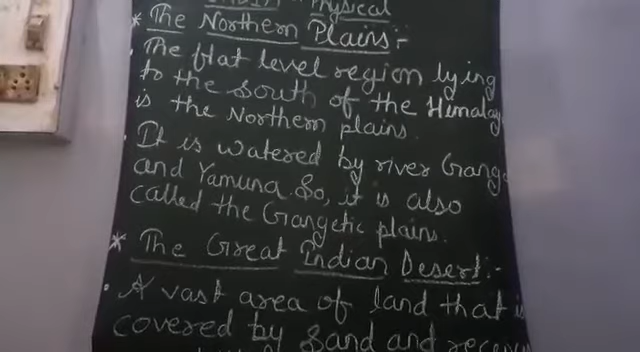 Physical
* The Northern Plains:-
. The flat level region lying
to the south of the Himalay
is the Northern plains.
. It is watered by river Gang
and Yamuna. So, it is also
called the Gangetic plains.
* The Great Indian Desert:-
. A vast area of land that is
covered by Sand and